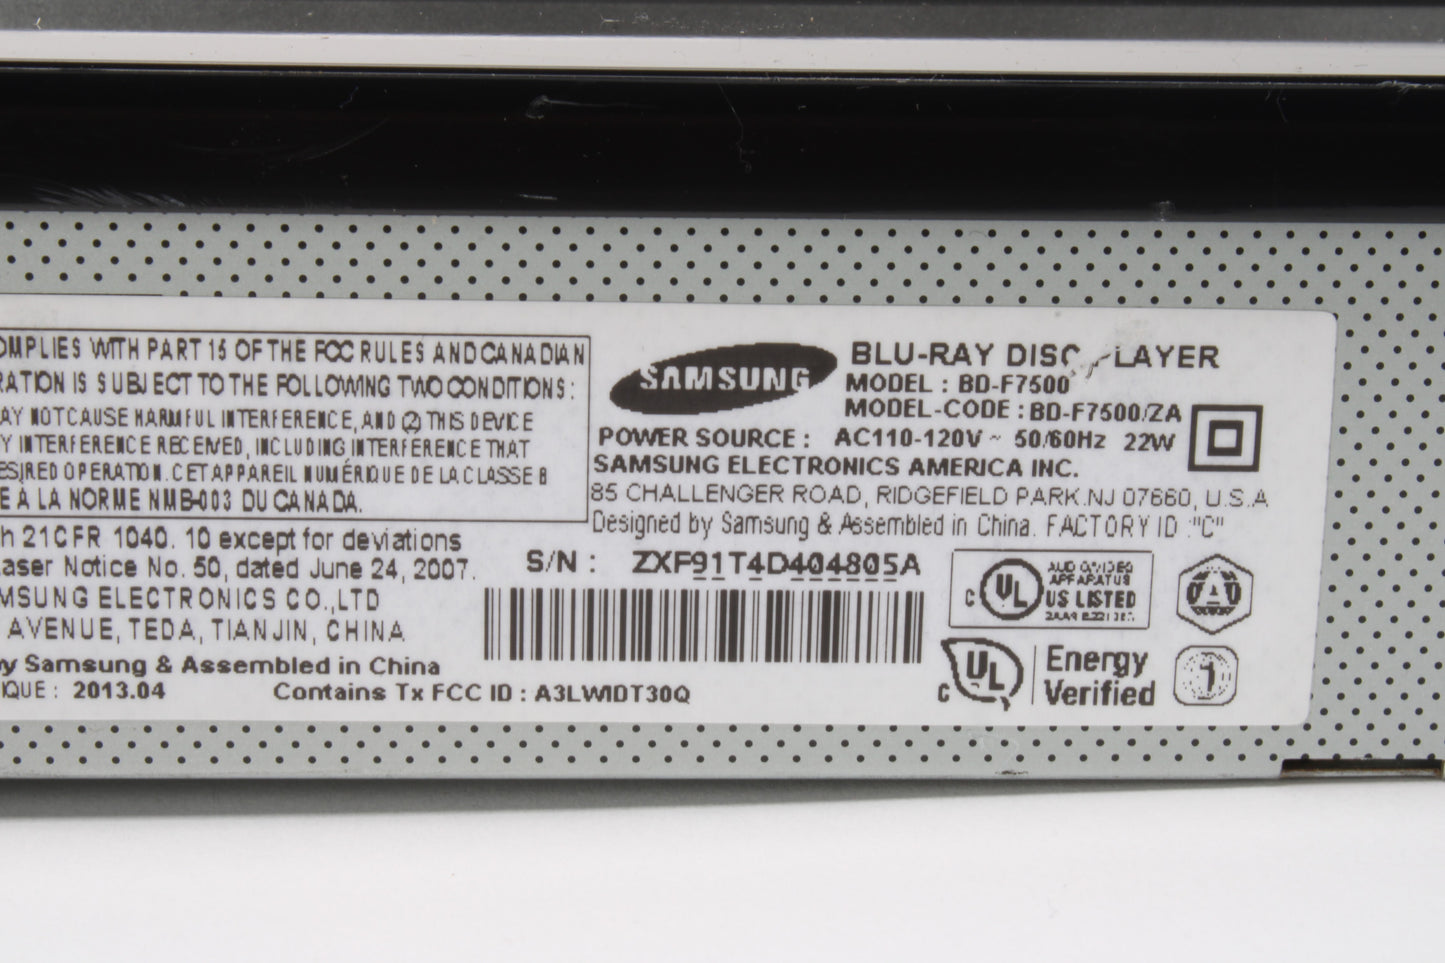 OMPLIES WITH PART 15 OF THE FCC RULES AND CANADIAN
RATION IS SUBJECT TO THE FOLLOWING TWO CONDITIONS:
AY NOT CAUSE HARMFUL INTERFERENCE, AND (2) THIS DEVICE
Y INTERFERENCE RECEIVED, INCLUDING INTERFERENCE THAT
ESIRED OPERATION. CET APPAREIL NUMÉRIQUE DE LA CLASSE B
E À LA NORME NMB-003 DU CANADA.
h 21CFR 1040. 10 except for deviations
aser Notice No. 50, dated June 24, 2007.
MSUNG ELECTRONICS CO.,LTD
AVENUE, TEDA, TIANJIN, CHINA
by Samsung & Assembled in China
IQUE : 2013.04
Contains Tx FCC ID : A3LWIDT30Q
SAMSUNG
BLU-RAY DISC PLAYER
MODEL : BD-F7500
MODEL-CODE : BD-F7500/ZA
POWER SOURCE : AC110-120V ~ 50/60Hz 22W
SAMSUNG ELECTRONICS AMERICA INC.
85 CHALLENGER ROAD, RIDGEFIELD PARK.NJ 07660, U.S.A
Designed by Samsung & Assembled in China. FACTORY ID :"C"
S/N : ZXF91T4D404805A
C UL
AUDIO/VIDEO
APPARATUS
US LISTED
C UL
Energy
Verified